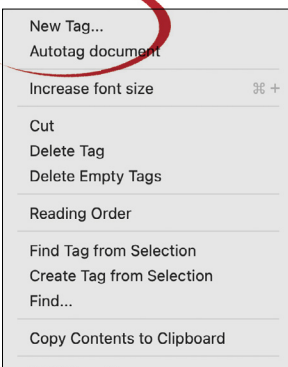 New Tag...
Autotag document
Increase font size ⌘ +
Cut
Delete Tag
Delete Empty Tags
Reading Order
Find Tag from Selection
Create Tag from Selection
Find...
Copy Contents to Clipboard